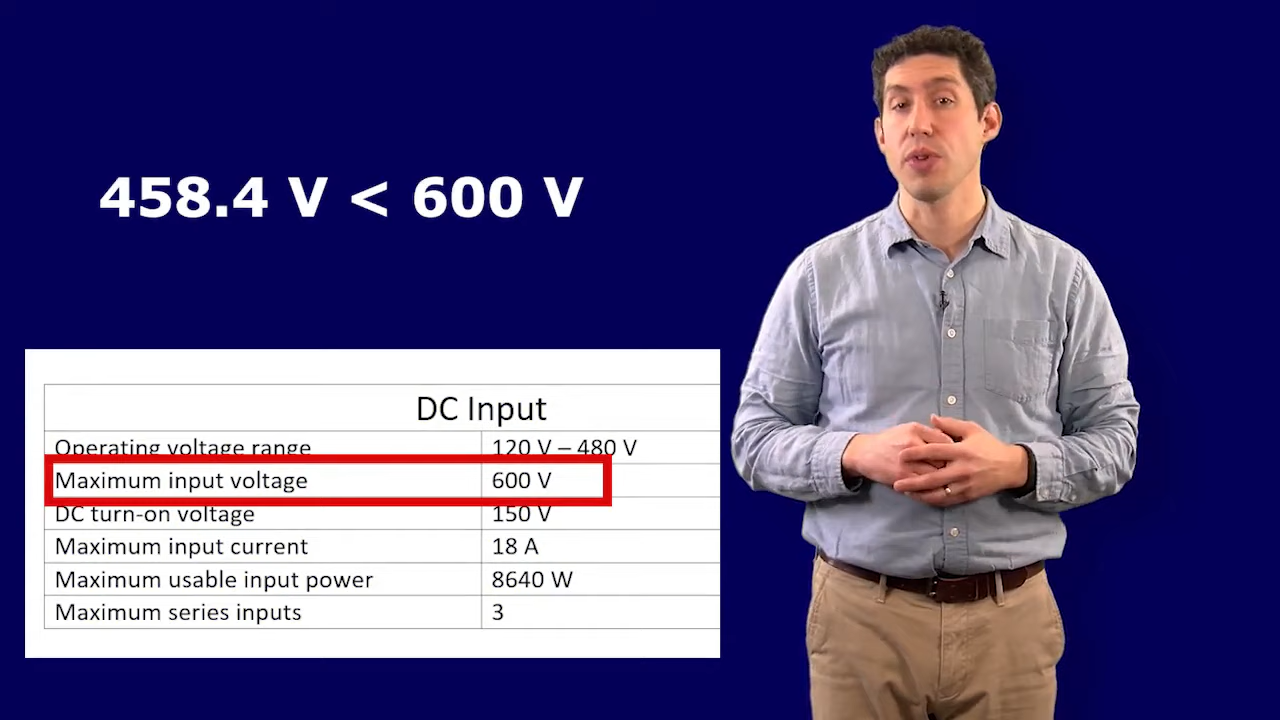 458.4 V < 600 V
DC Input
Operating voltage range 120 V – 480 V
Maximum input voltage 600 V
DC turn-on voltage 150 V
Maximum input current 18 A
Maximum usable input power 8640 W
Maximum series inputs 3